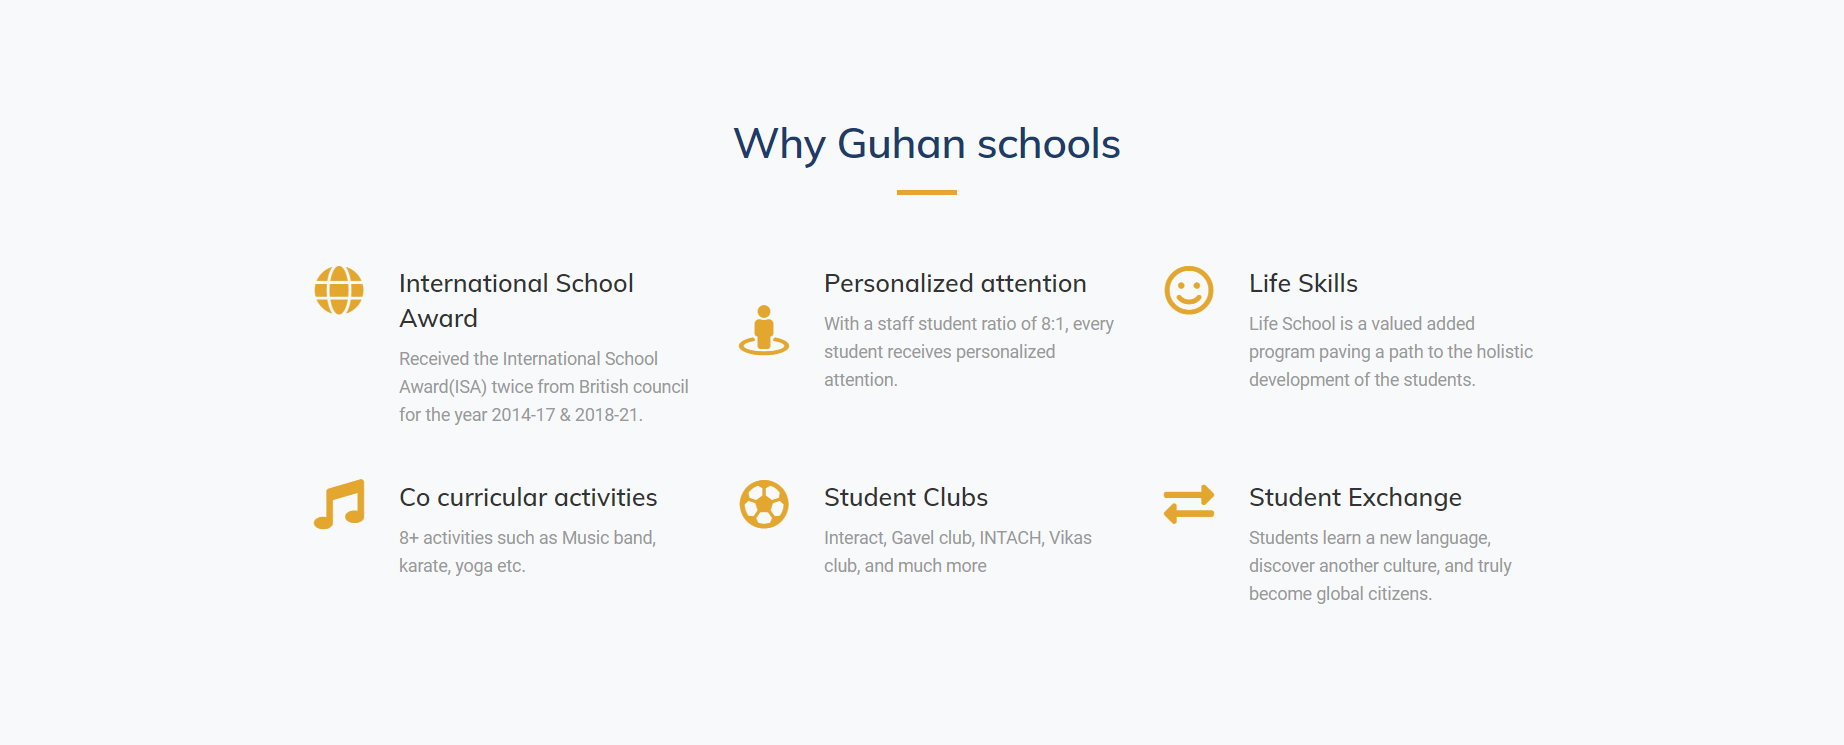 Why Guhan schools
International School
Award
Received the International School
Award(ISA) twice from British council
for the year 2014-17 & 2018-21.
Personalized attention
With a staff student ratio of 8:1, every
student receives personalized
attention.
Life Skills
Life School is a valued added
program paving a path to the holistic
development of the students.
Co curricular activities
8+ activities such as Music band,
karate, yoga etc.
Student Clubs
Interact, Gavel club, INTACH, Vikas
club, and much more
Student Exchange
Students learn a new language,
discover another culture, and truly
become global citizens.